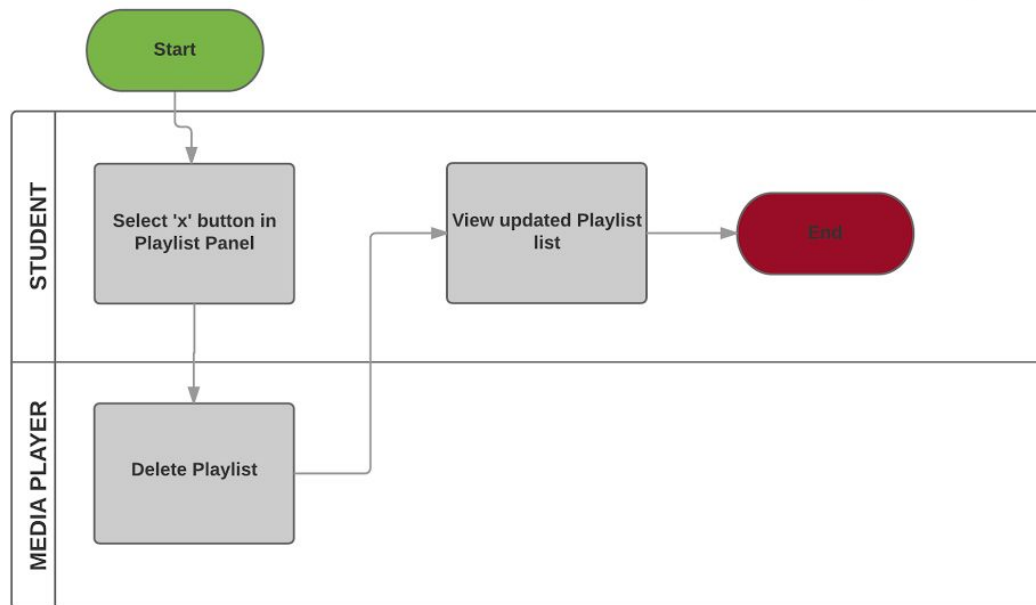 Start
STUDENT
Select 'x' button in
Playlist Panel
View updated Playlist
list
End
MEDIA PLAYER
Delete Playlist